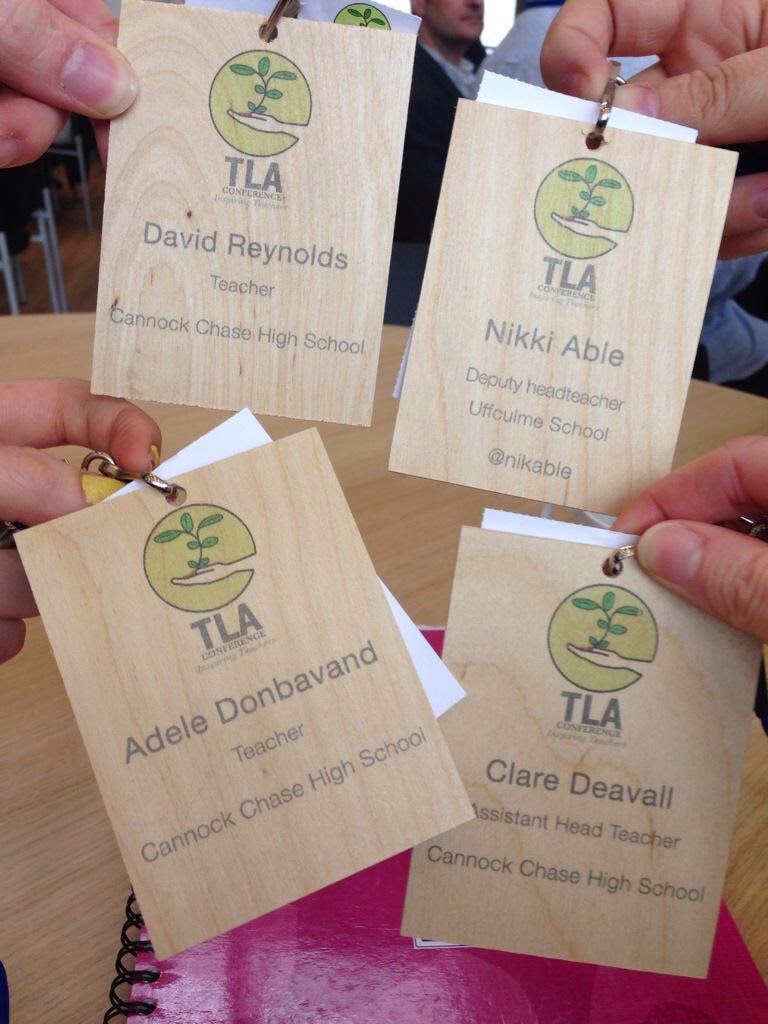 TLA
CONFERENCE
Inspiring Teachers
David Reynolds
Teacher
Cannock Chase High School
TLA
CONFERENCE
Inspiring Teachers
Nikki Able
Deputy headteacher
Uffculme School
@nikable
TLA
CONFERENCE
Inspiring Teachers
Adele Donbavand
Teacher
Cannock Chase High School
TLA
CONFERENCE
Inspiring Teachers
Clare Deavall
Assistant Head Teacher
Cannock Chase High School